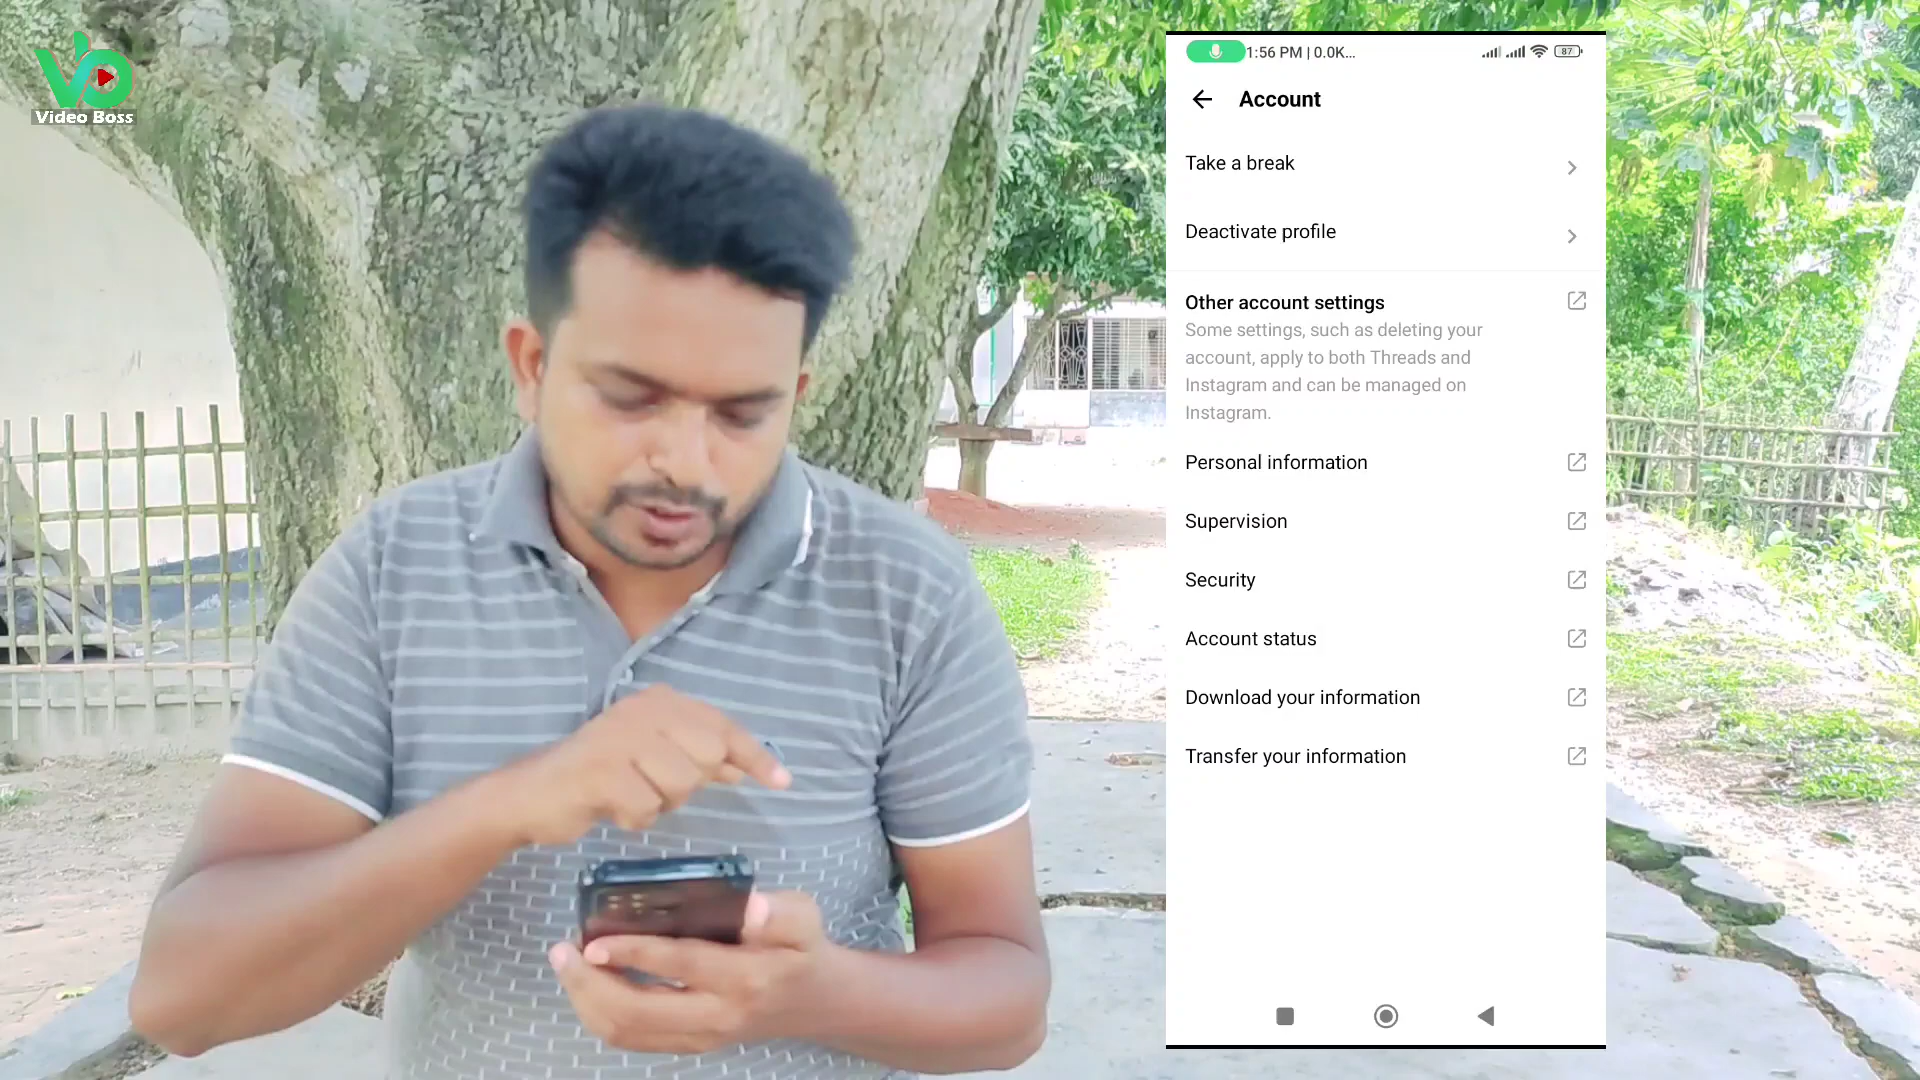 Video Boss
1:56 PM | 0.0K...
87
Account
Take a break
Deactivate profile
Other account settings
Some settings, such as deleting your
account, apply to both Threads and
Instagram and can be managed on
Instagram.
Personal information
Supervision
Security
Account status
Download your information
Transfer your information